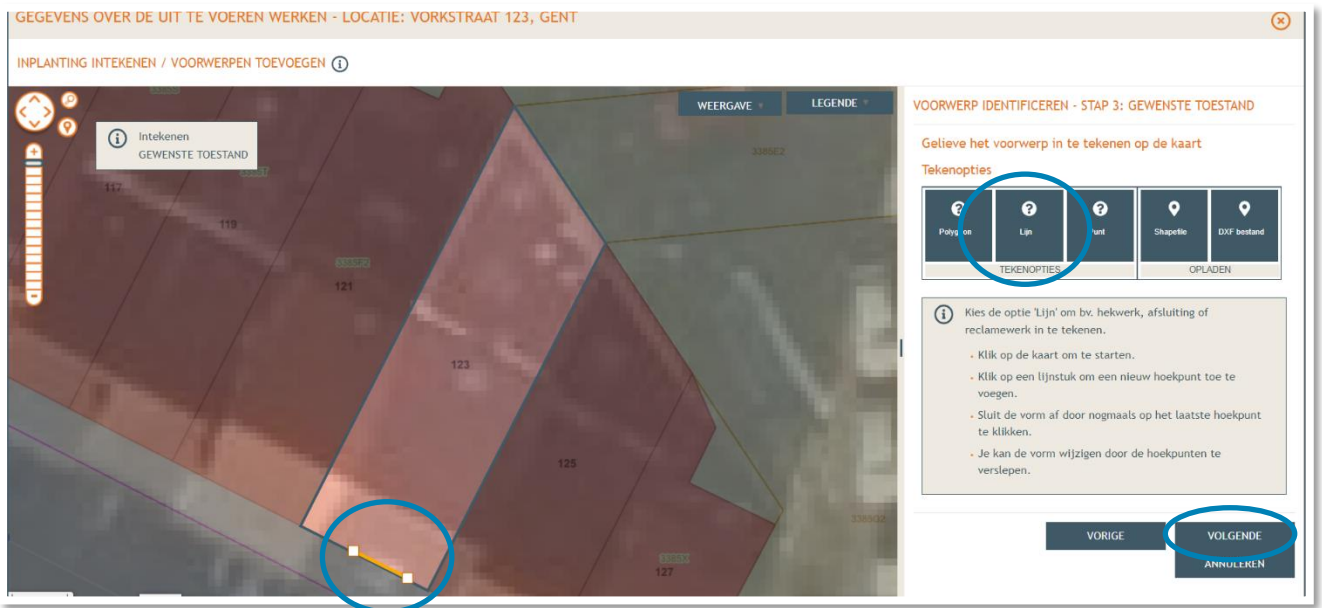 GEGEVENS OVER DE UIT TE VOEREN WERKEN - LOCATIE: VORKSTRAAT 123, GENT
INPLANTING INTEKENEN / VOORWERPEN TOEVOEGEN
WEERGAVE
LEGENDE
Intekenen
GEWENSTE TOESTAND
3385E2
117
119
121
123
125
127
VOORWERP IDENTIFICEREN - STAP 3: GEWENSTE TOESTAND
Gelieve het voorwerp in te tekenen op de kaart
Tekenopties
Polygoon
Lijn
Punt
Shapefile
DXF bestand
TEKENOPTIES
OPLADEN
Kies de optie 'Lijn' om bv. hekwerk, afsluiting of
reclamewerk in te tekenen.
• Klik op de kaart om te starten.
• Klik op een lijnstuk om een nieuw hoekpunt toe te
voegen.
• Sluit de vorm af door nogmaals op het laatste hoekpunt
te klikken.
• Je kan de vorm wijzigen door de hoekpunten te
verslepen.
VORIGE
VOLGENDE
ANNULEREN